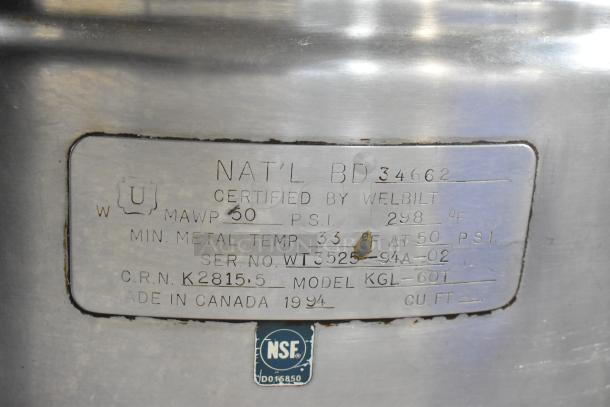 NAT'L BD 34662
U
CERTIFIED BY WELBILT
W MAWP 50 P.S.I. 298 °F
MIN. METAL TEMP. 33 °F AT 50 P.S.I.
SER NO. WT3525-94A-02
C.R.N. K2815.5 MODEL KGL-60T
ADE IN CANADA 1994 CU.FT.
NSF®
D016850